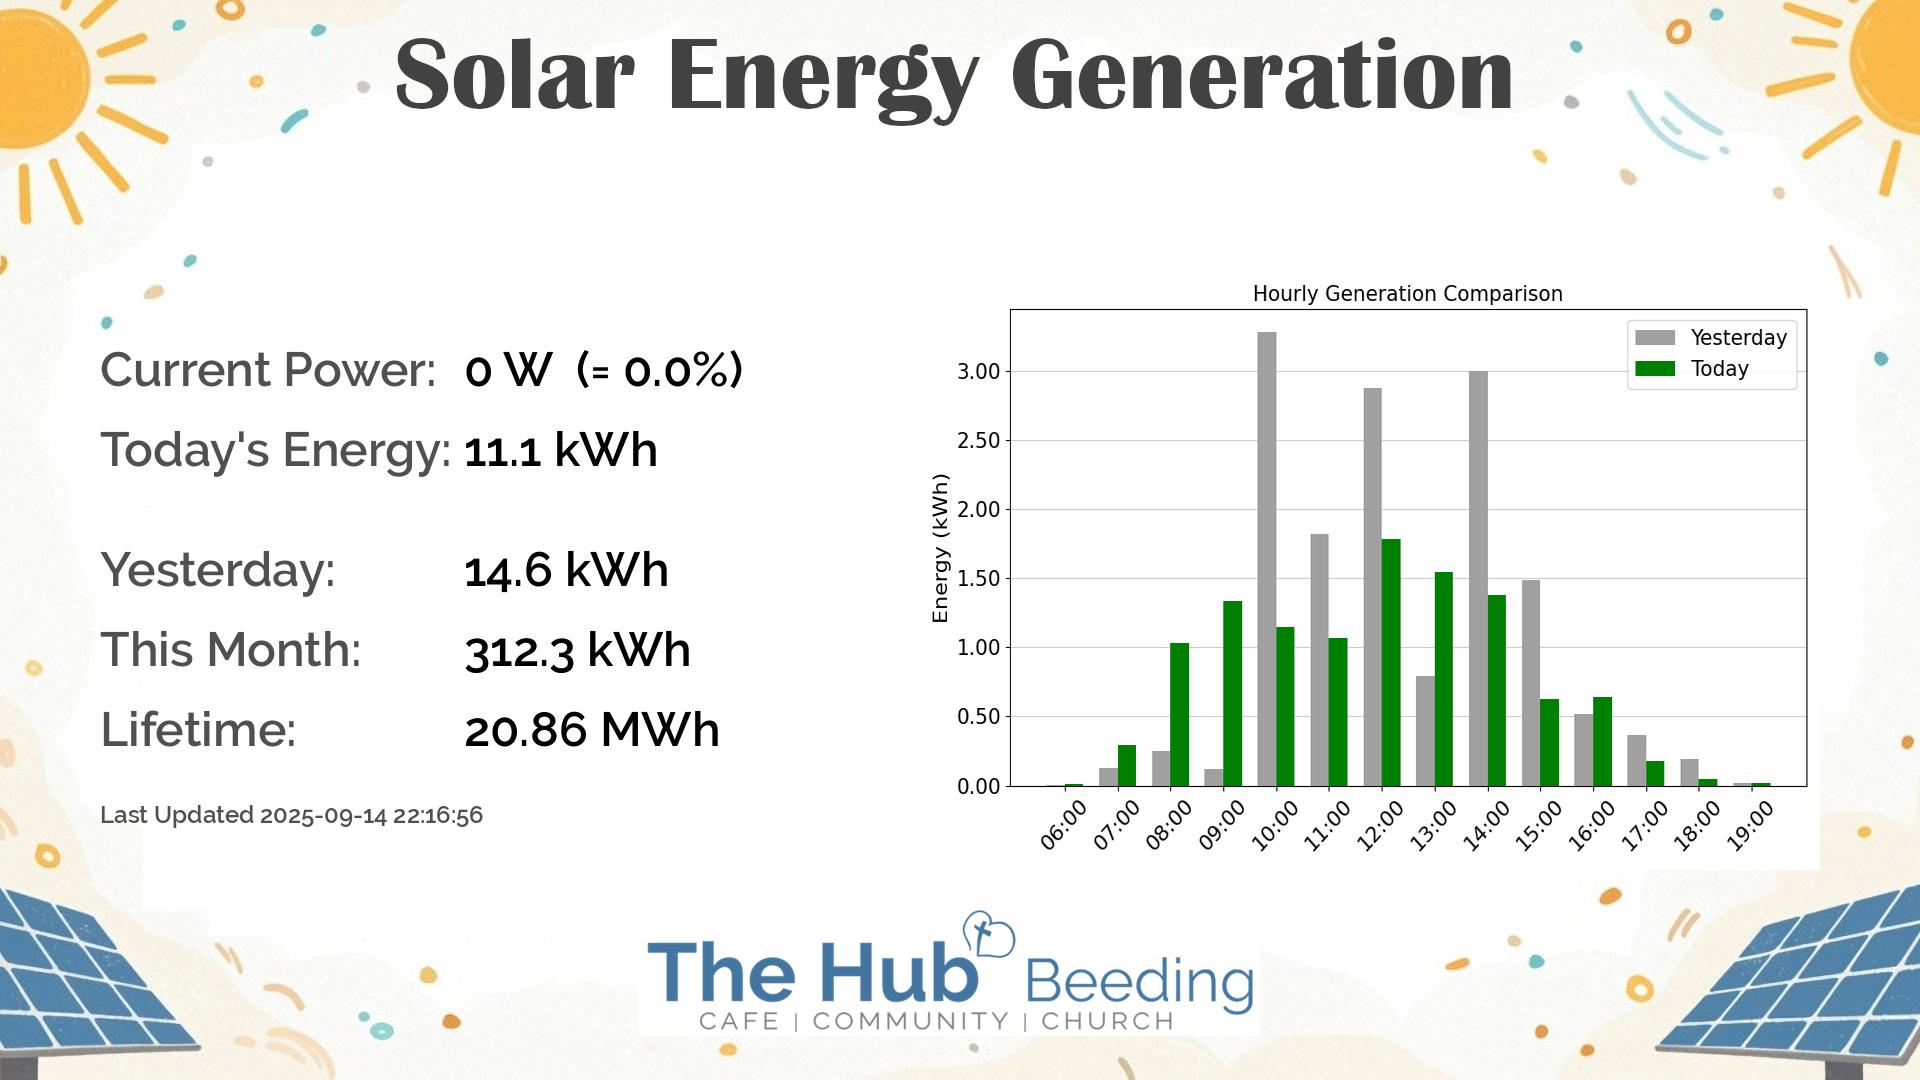 Solar Energy Generation
Current Power: 0 W (= 0.0%)
Today's Energy: 11.1 kWh
Yesterday: 14.6 kWh
This Month: 312.3 kWh
Lifetime: 20.86 MWh
Last Updated 2025-09-14 22:16:56
Hourly Generation Comparison
Yesterday
Today
Energy (kWh)
3.00
2.50
2.00
1.50
1.00
0.50
0.00
06:00 07:00 08:00 09:00 10:00 11:00 12:00 13:00 14:00 15:00 16:00 17:00 18:00 19:00
The Hub Beeding
CAFE | COMMUNITY | CHURCH